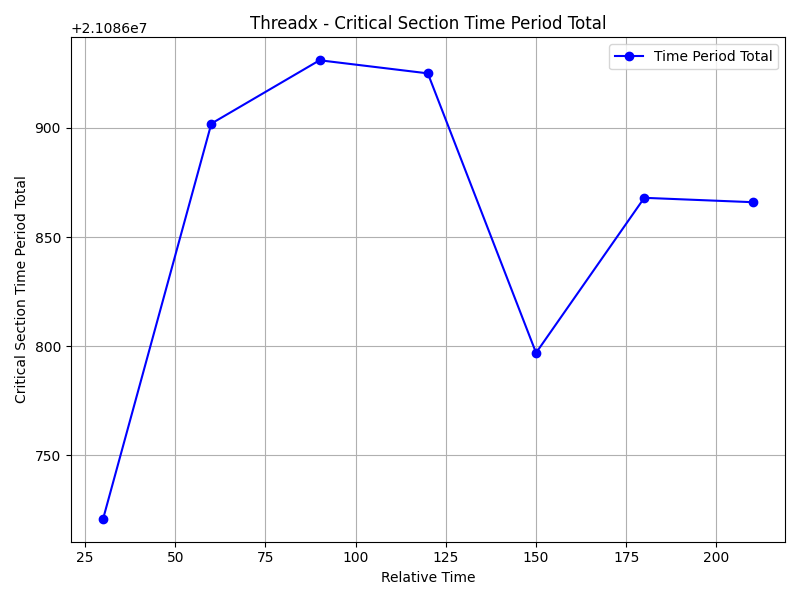 Threadx - Critical Section Time Period Total
+2.1086e7
Time Period Total
900
850
800
750
Critical Section Time Period Total
25 50 75 100 125 150 175 200
Relative Time